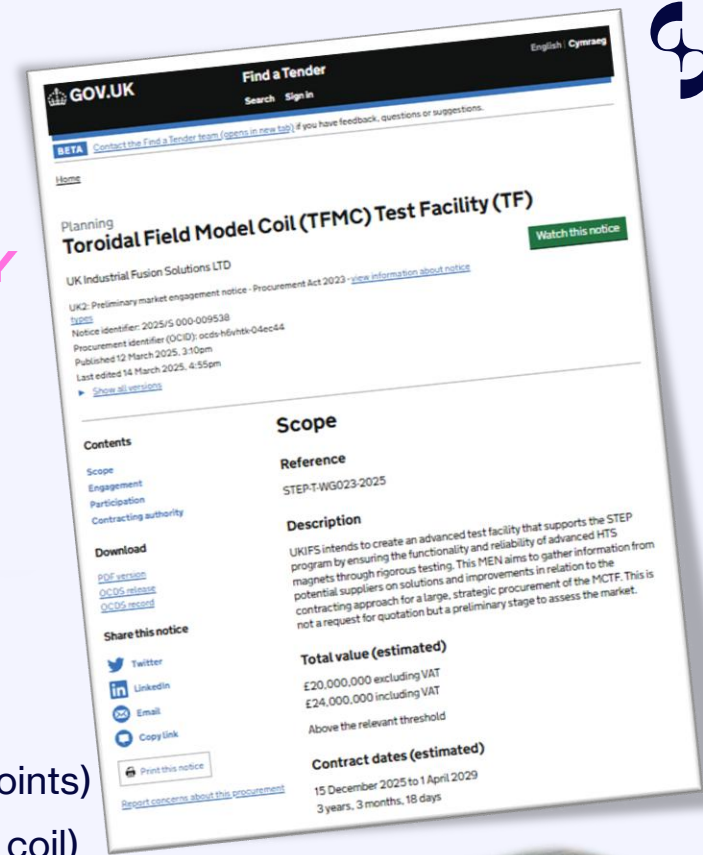 GOV.UK
Find a Tender
English | Cymraeg
Search Sign in
BETA Contact the Find a Tender team (opens in new tab) if you have feedback, questions or suggestions.
Home
Planning
Toroidal Field Model Coil (TFMC) Test Facility (TF)
Watch this notice
UK Industrial Fusion Solutions LTD
UK2: Preliminary market engagement notice - Procurement Act 2023 - view information about notice
types
Notice identifier: 2025/S 000-009538
Procurement identifier (OCID): ocds-h6vhtk-04ec44
Published 12 March 2025, 3:10pm
Last edited 14 March 2025, 4:55pm
Show all versions
Contents
Scope
Engagement
Participation
Contracting authority
Download
PDF version
OCDS release
OCDS record
Share this notice
Twitter
LinkedIn
Email
Copy link
Print this notice
Report concerns about this procurement
Scope
Reference
STEP-T-WG023-2025
Description
UKIFS intends to create an advanced test facility that supports the STEP
program by ensuring the functionality and reliability of advanced HTS
magnets through rigorous testing. This MEN aims to gather information from
potential suppliers on solutions and improvements in relation to the
contracting approach for a large, strategic procurement of the MCTF. This is
not a request for quotation but a preliminary stage to assess the market.
Total value (estimated)
£20,000,000 excluding VAT
£24,000,000 including VAT
Above the relevant threshold
Contract dates (estimated)
15 December 2025 to 1 April 2029
3 years, 3 months, 18 days
Y
oints)
coil)